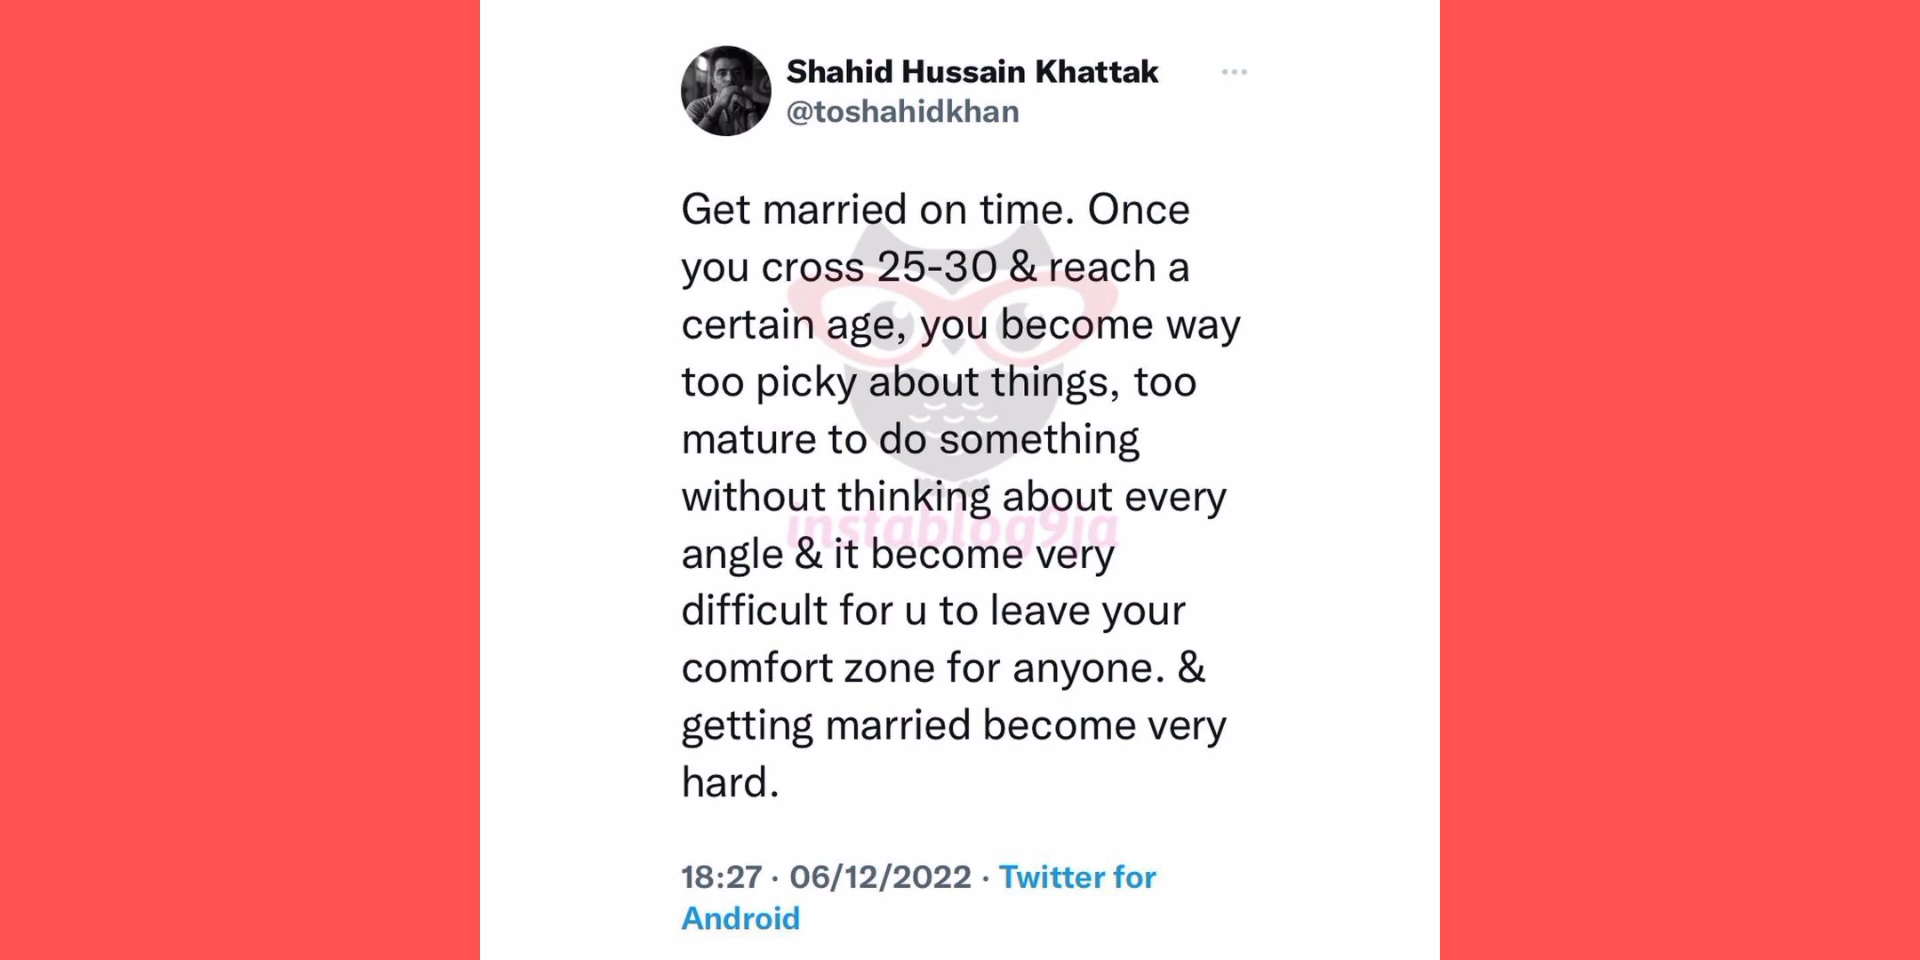 Shahid Hussain Khattak
@toshahidkhan
Get married on time. Once
you cross 25-30 & reach a
certain age, you become way
too picky about things, too
mature to do something
without thinking about every
angle & it become very
difficult for u to leave your
comfort zone for anyone. &
getting married become very
hard.
instablog9ja
18:27 · 06/12/2022 · Twitter for
Android